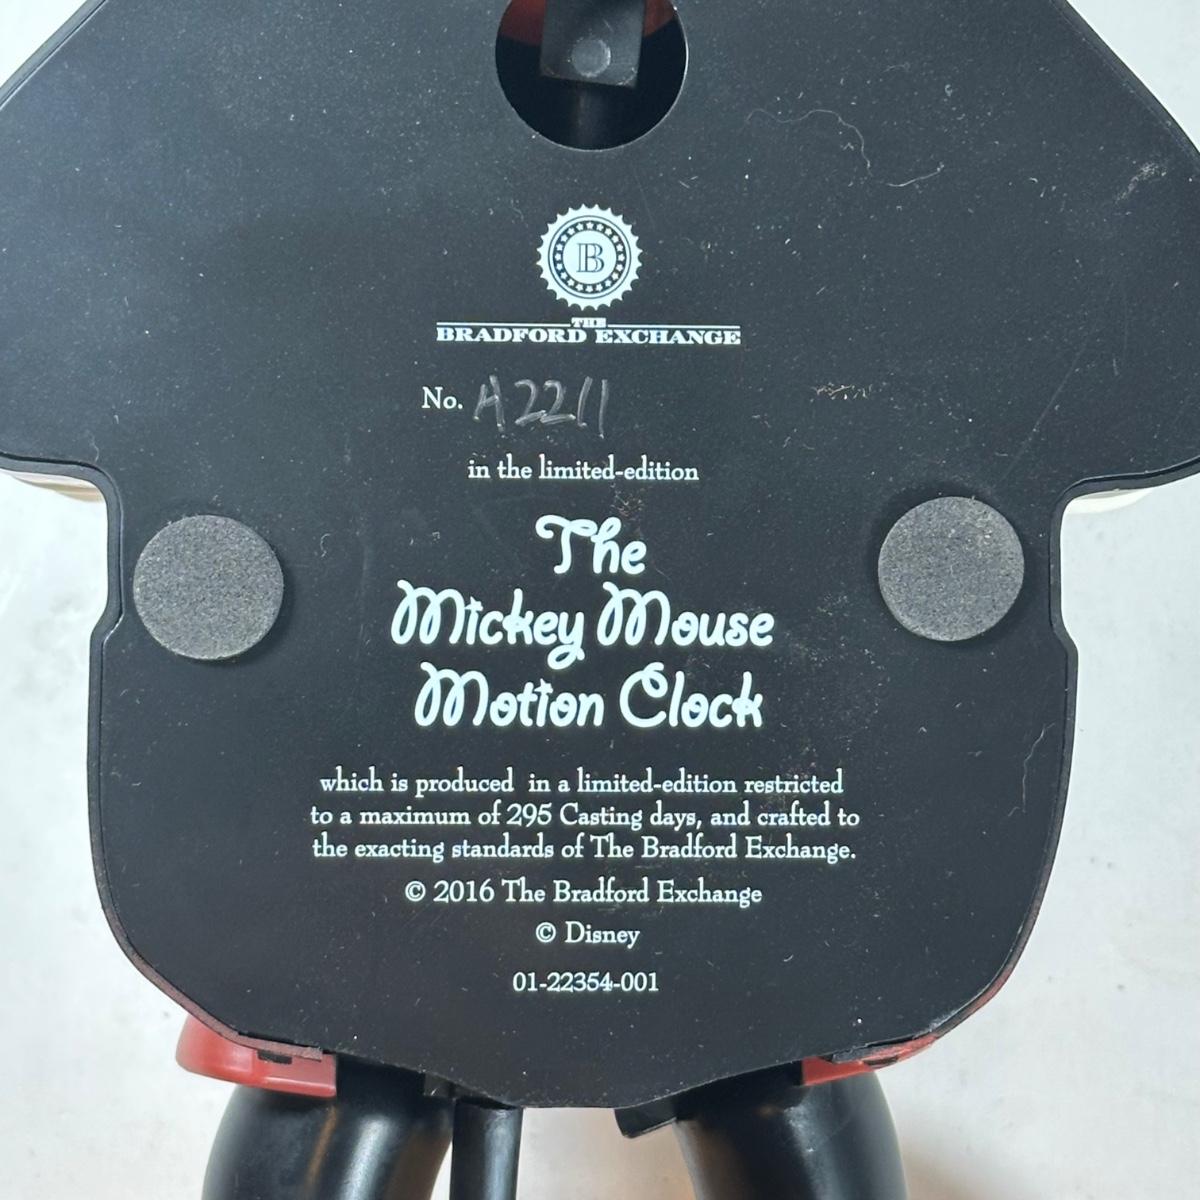 B
THE
BRADFORD EXCHANGE
No. A2211
in the limited-edition
The
Mickey Mouse
Motion Clock
which is produced in a limited-edition restricted
to a maximum of 295 Casting days, and crafted to
the exacting standards of The Bradford Exchange.
© 2016 The Bradford Exchange
© Disney
01-22354-001